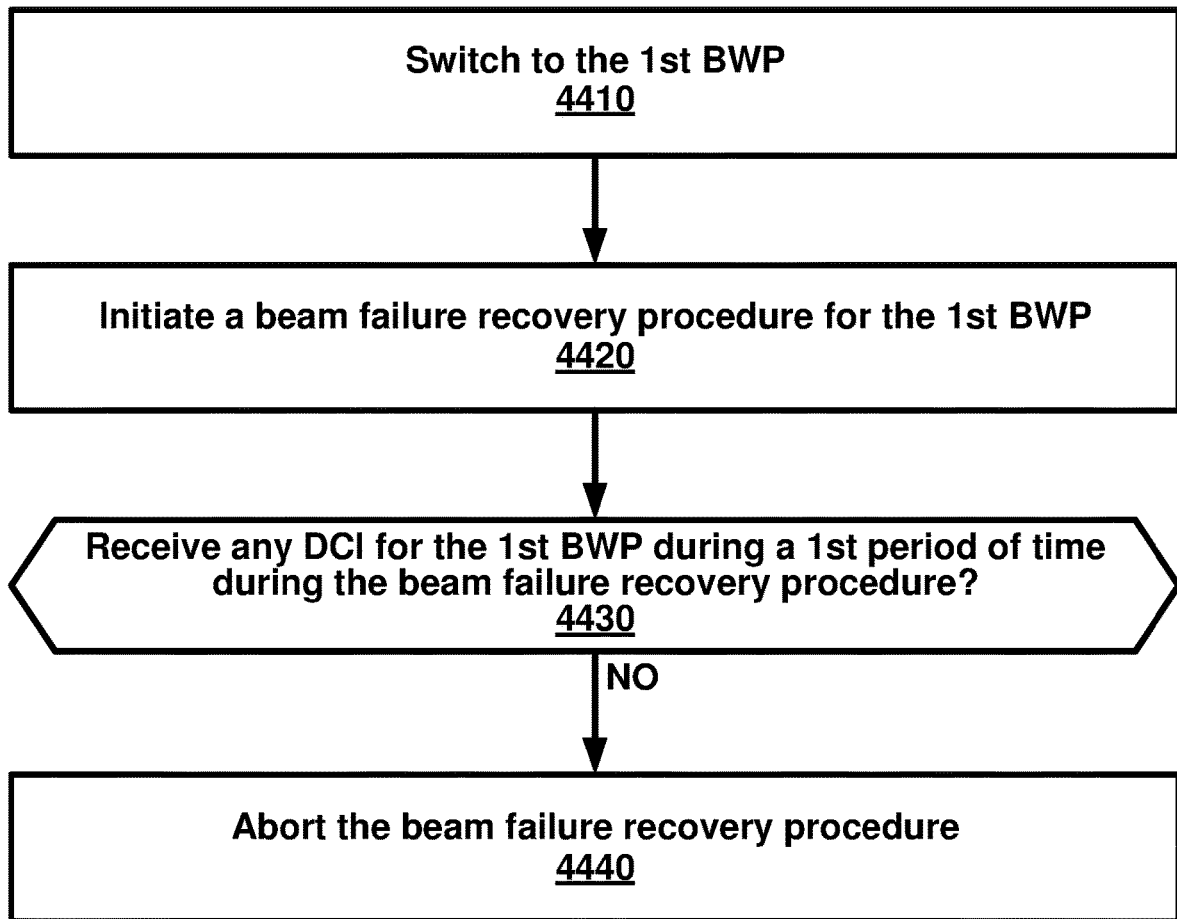 Switch to the 1st BWP
4410
Initiate a beam failure recovery procedure for the 1st BWP
4420
Receive any DCI for the 1st BWP during a 1st period of time
during the beam failure recovery procedure?
4430
NO
Abort the beam failure recovery procedure
4440